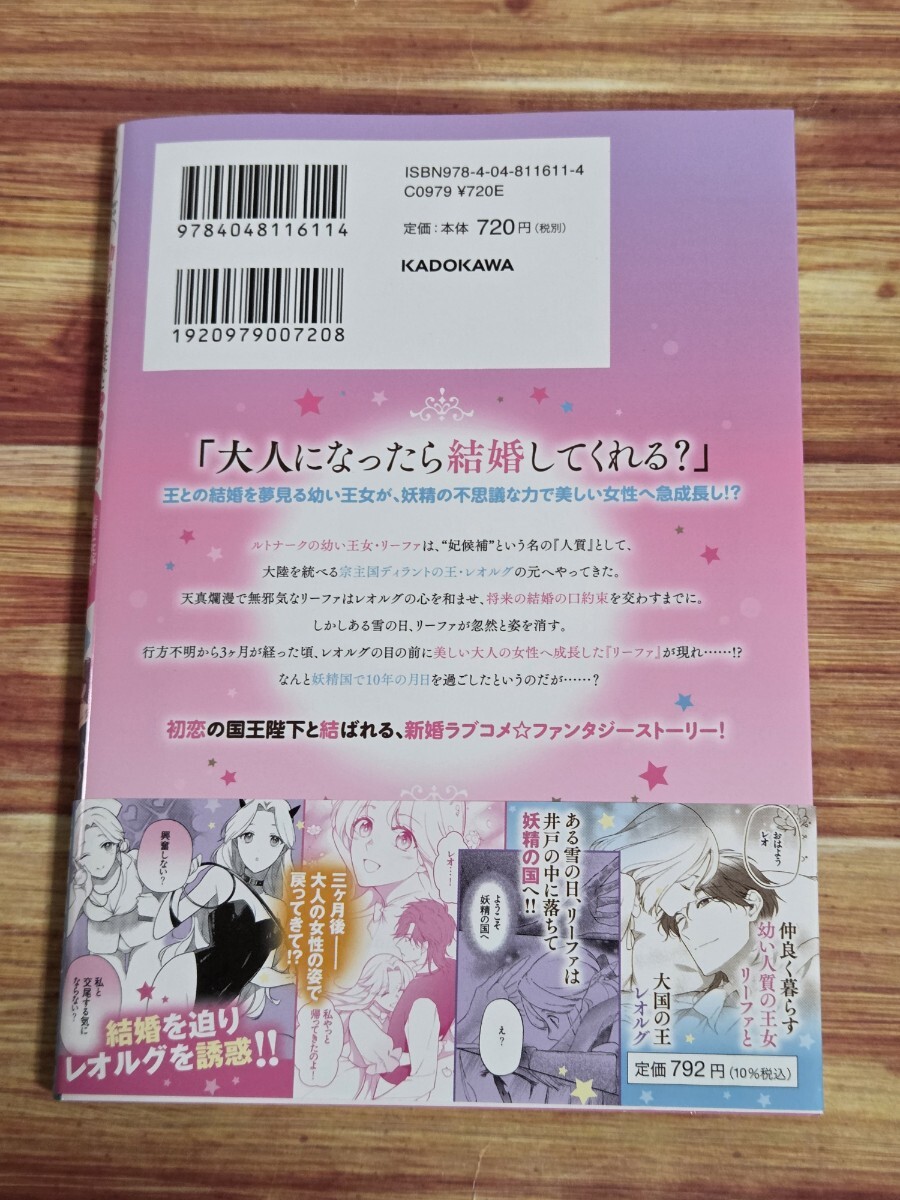 ISBN978-4-04-811611-4
C0979 ¥720E
9784048116114
定価:本体 720円(税別)
KADOKAWA
1920979007208
「大人になったら結婚してくれる?」
王との結婚を夢見る幼い王女が、妖精の不思議な力で美しい女性へ急成長し!?
ルトナークの幼い王女・リーファは、“妃候補”という名の『人質』として、
大陸を統べる宗主国ディラントの王・レオルグの元へやってきた。
天真爛漫で無邪気なリーファはレオルグの心を和ませ、将来の結婚の口約束を交わすまでに。
しかしある雪の日、リーファが忽然と姿を消す。
行方不明から3ヶ月が経った頃、レオルグの目の前に美しい大人の女性へ成長した『リーファ』が現れ……!?
なんと妖精国で10年の月日を過ごしたというのだが……?
初恋の国王陛下と結ばれる、新婚ラブコメ☆ファンタジーストーリー!
おはよう
レオ
仲良く暮らす
幼い人質の王女
リーファと
大国の王
レオルグ
定価 792円(10%税込)
ある雪の日、リーファは
井戸の中に落ちて
妖精の国へ!!
ようこそ
妖精の国へ
え?
レオ……!
三ヶ月後――
大人の女性の姿で
戻ってきて!?
私やっと
帰ってきたのよ!
興奮しない?
私と
交尾する気に
ならない?
結婚を迫り
レオルグを誘惑!!